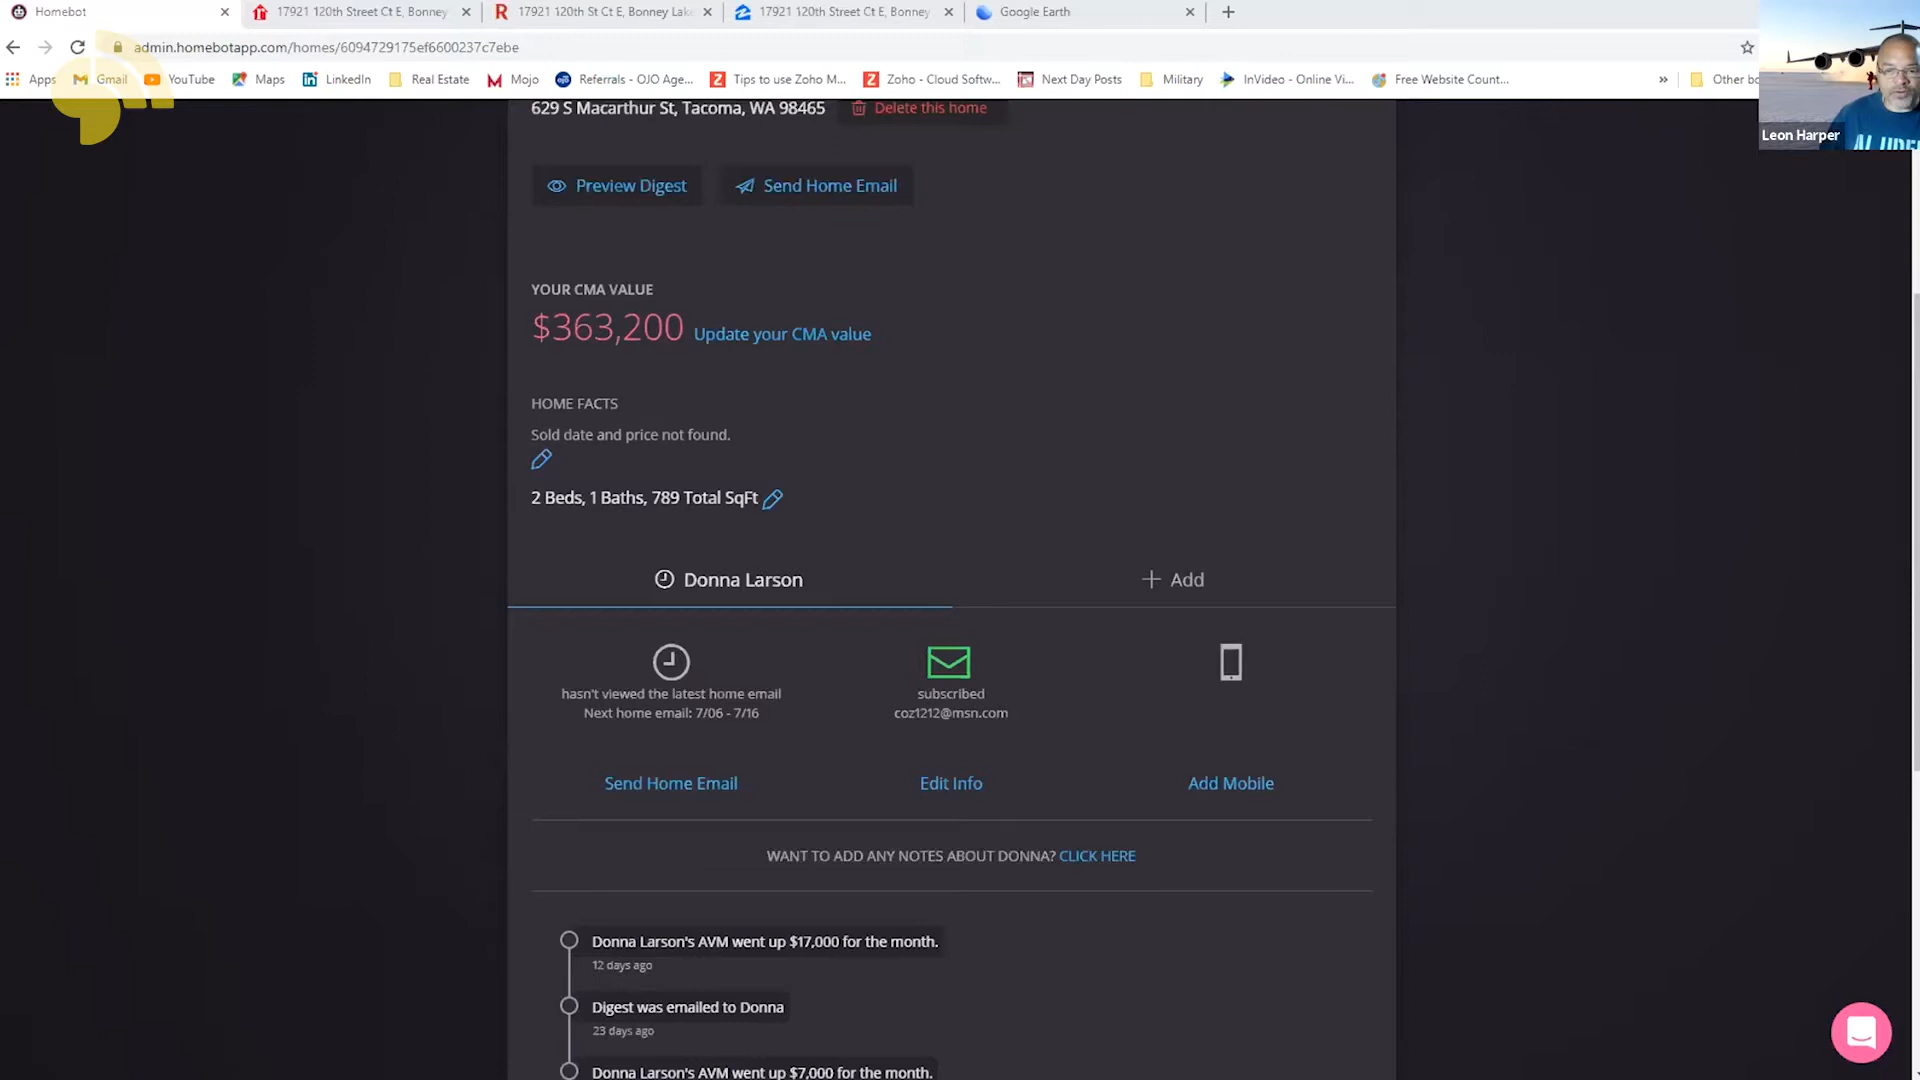 Homebot
17921 120th Street Ct E, Bonney
17921 120th St Ct E, Bonney Lake
17921 120th Street Ct E, Bonney
Google Earth
admin.homebotapp.com/homes/6094729175ef6600237c7ebe
Apps
Gmail
YouTube
Maps
LinkedIn
Real Estate
Mojo
Referrals - OJO Age...
Tips to use Zoho M...
Zoho - Cloud Softw...
Next Day Posts
Military
InVideo - Online Vi...
Free Website Count...
»
Other bo
Leon Harper
629 S Macarthur St, Tacoma, WA 98465
Delete this home
Preview Digest
Send Home Email
YOUR CMA VALUE
$363,200 Update your CMA value
HOME FACTS
Sold date and price not found.
2 Beds, 1 Baths, 789 Total SqFt
Donna Larson
Add
hasn't viewed the latest home email
Next home email: 7/06 - 7/16
subscribed
coz1212@msn.com
Send Home Email
Edit Info
Add Mobile
WANT TO ADD ANY NOTES ABOUT DONNA? CLICK HERE
Donna Larson's AVM went up $17,000 for the month.
12 days ago
Digest was emailed to Donna
23 days ago
Donna Larson's AVM went up $7,000 for the month.